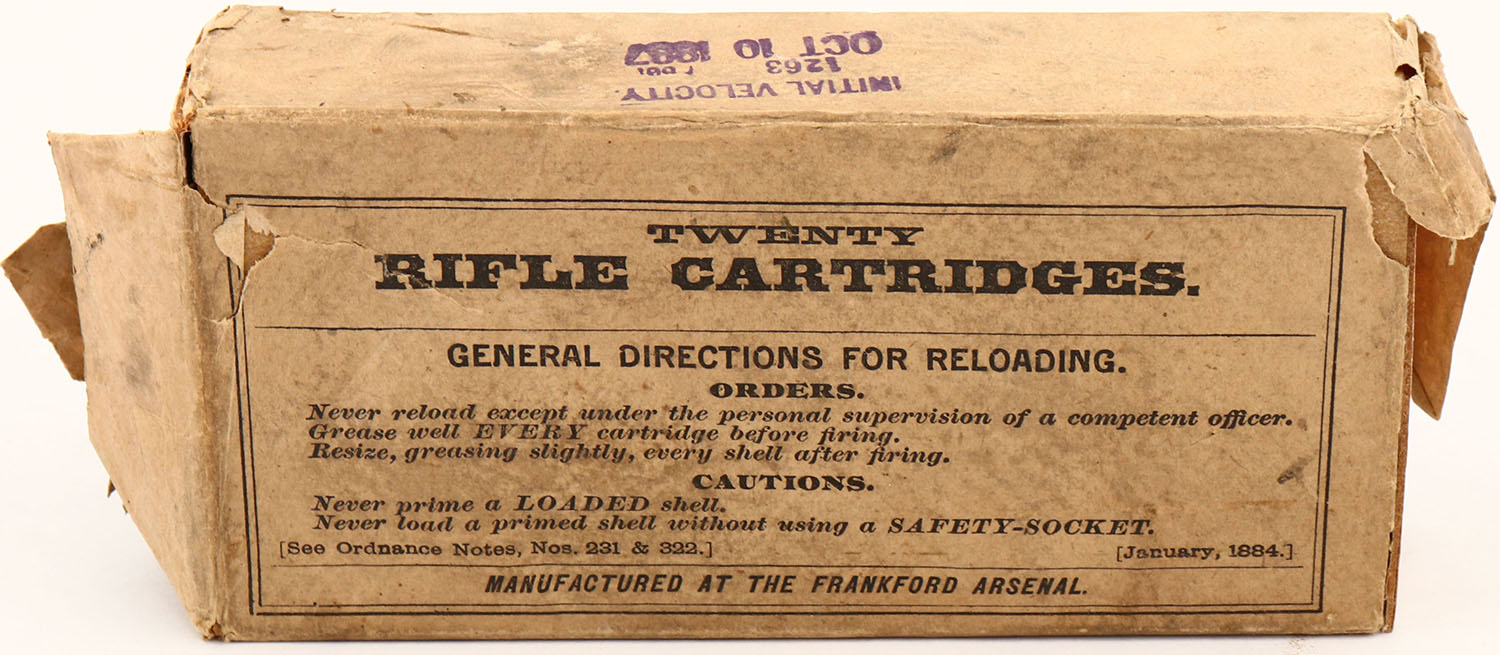 INITIAL VELOCITY
1263
OCT 10 1887
TWENTY
RIFLE CARTRIDGES.
GENERAL DIRECTIONS FOR RELOADING.
ORDERS.
Never reload except under the personal supervision of a competent officer.
Grease well EVERY cartridge before firing.
Resize, greasing slightly, every shell after firing.
CAUTIONS.
Never prime a LOADED shell.
Never load a primed shell without using a SAFETY-SOCKET.
[See Ordnance Notes, Nos. 231 & 322.] [January, 1884.]
MANUFACTURED AT THE FRANKFORD ARSENAL.